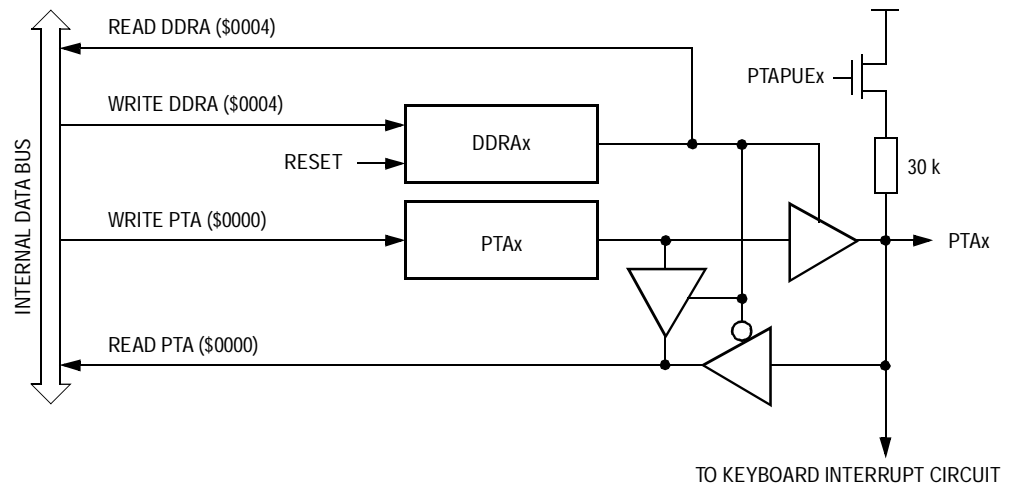 READ DDRA ($0004)
PTAPUEx
WRITE DDRA ($0004)
DDRAx
RESET
30 k
INTERNAL DATA BUS
WRITE PTA ($0000)
PTAx
PTAx
READ PTA ($0000)
TO KEYBOARD INTERRUPT CIRCUIT